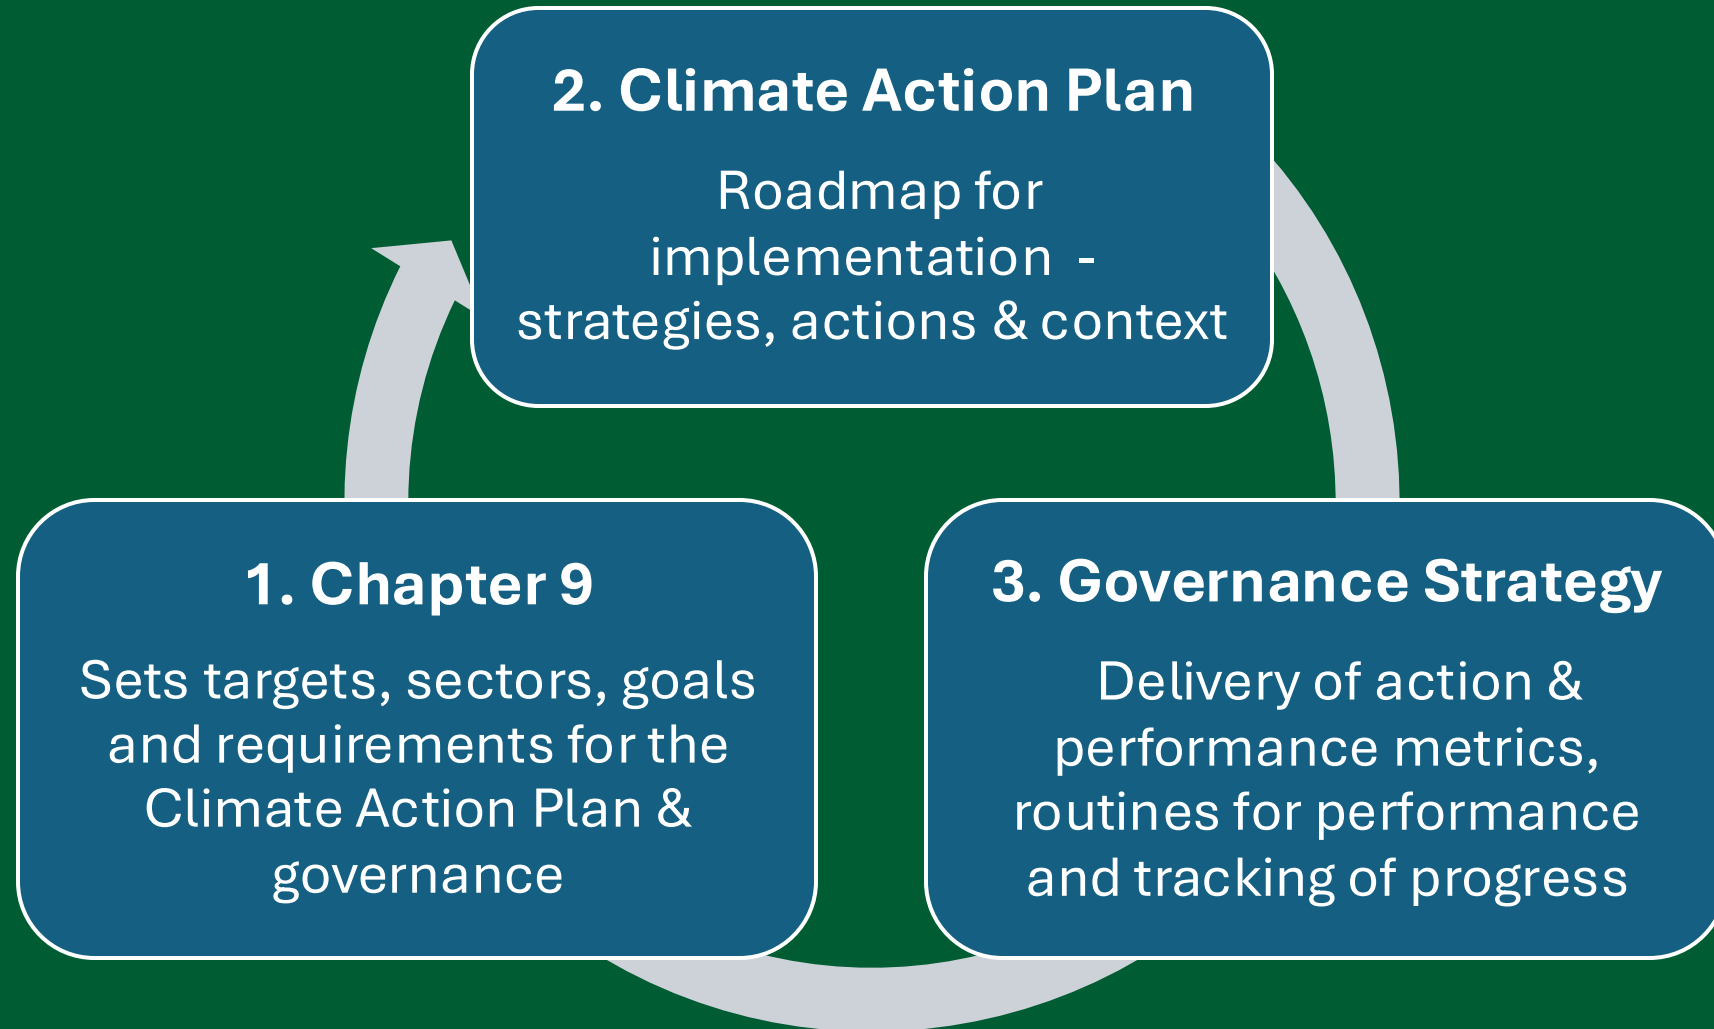 2. Climate Action Plan
Roadmap for
implementation -
strategies, actions & context
1. Chapter 9
Sets targets, sectors, goals
and requirements for the
Climate Action Plan &
governance
3. Governance Strategy
Delivery of action &
performance metrics,
routines for performance
and tracking of progress